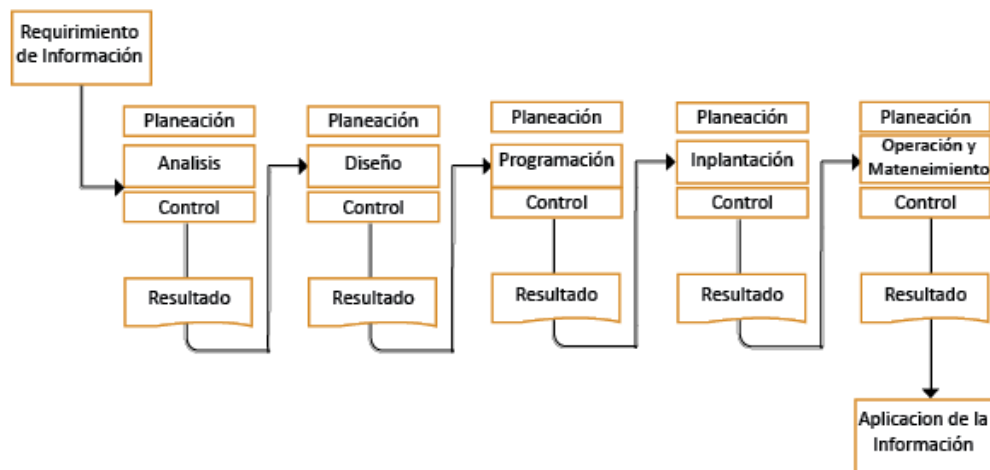 Requirimiento
de Información
Planeación
Analisis
Control
Resultado
Planeación
Diseño
Control
Resultado
Planeación
Programación
Control
Resultado
Planeación
Inplantación
Control
Resultado
Planeación
Operación y
Mateneimiento
Control
Resultado
Aplicacion de la
Información